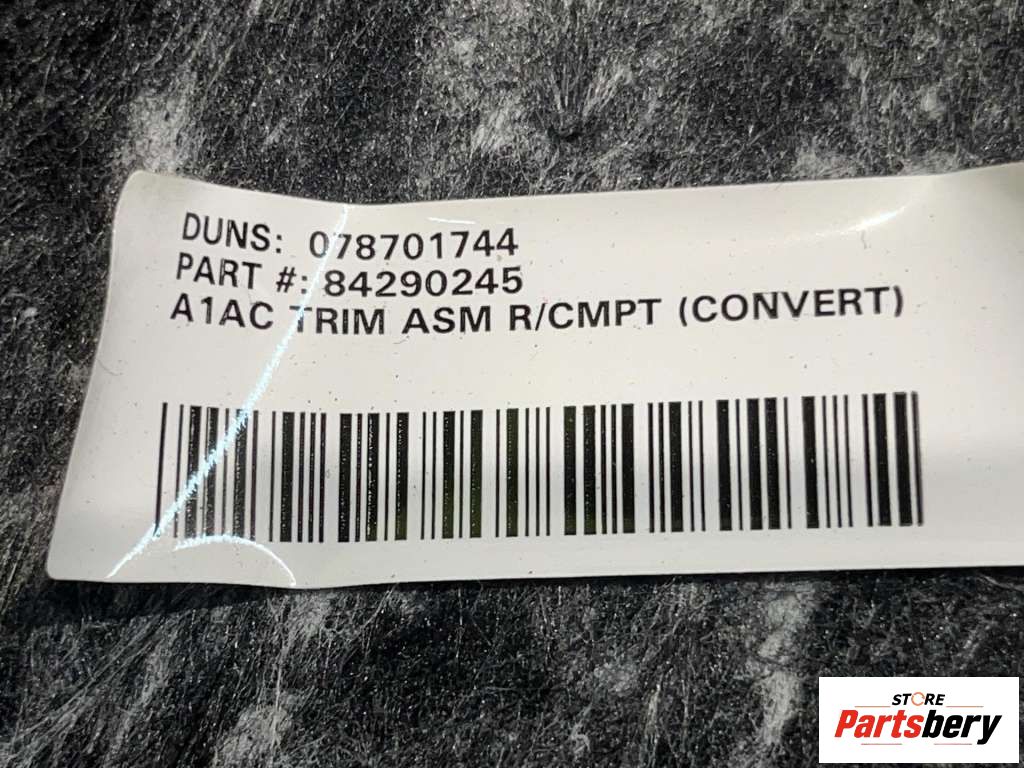 DUNS: 078701744
PART #: 84290245
A1AC TRIM ASM R/CMPT (CONVERT)
STORE
Partsbery